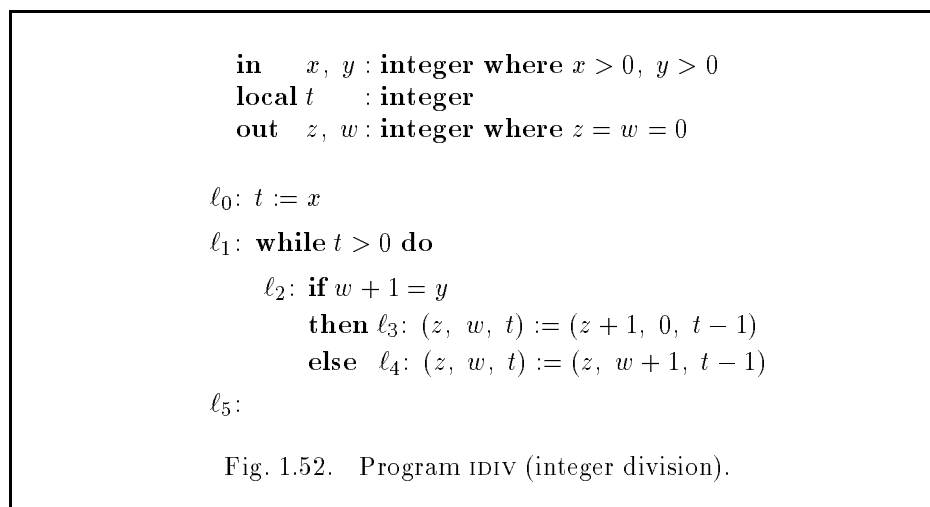 in x, y : integer where x > 0, y > 0
local t : integer
out z, w : integer where z = w = 0
ℓ₀: t := x
ℓ₁: while t > 0 do
ℓ₂: if w + 1 = y
then ℓ₃: (z, w, t) := (z + 1, 0, t − 1)
else ℓ₄: (z, w, t) := (z, w + 1, t − 1)
ℓ₅:
Fig. 1.52. Program IDIV (integer division).